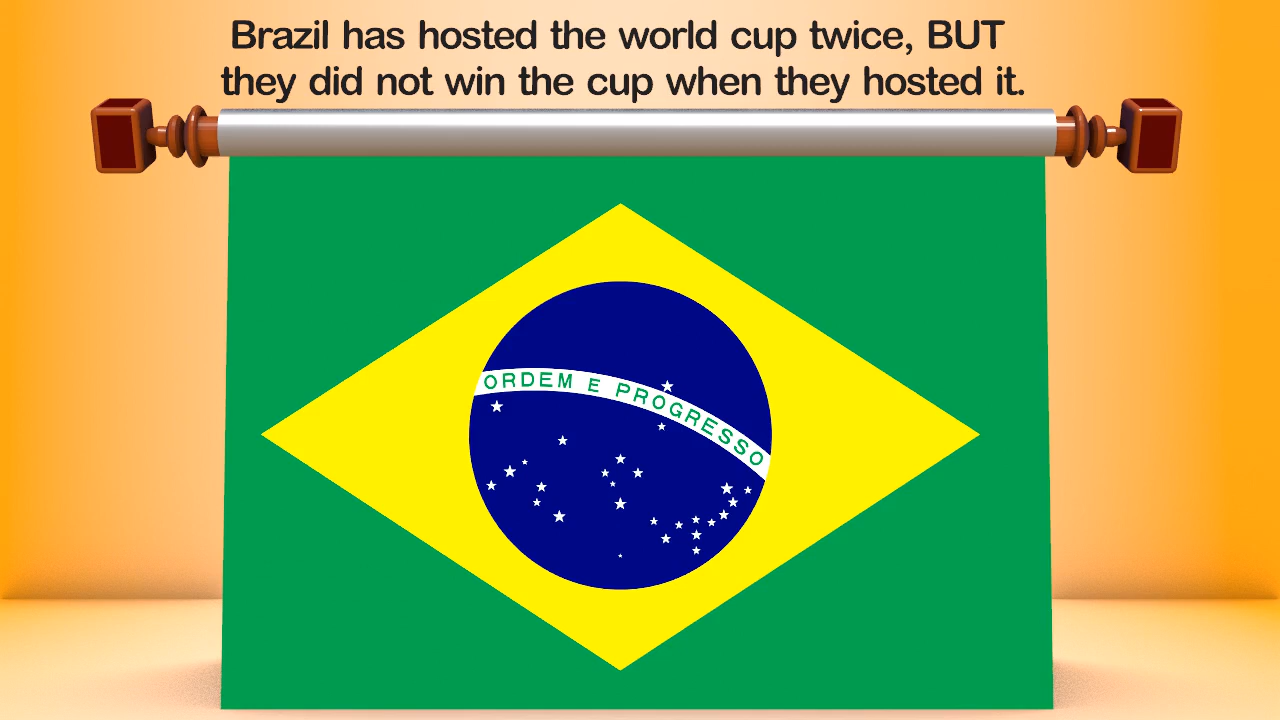 Brazil has hosted the world cup twice, BUT
they did not win the cup when they hosted it.
ORDEM E PROGRESSO